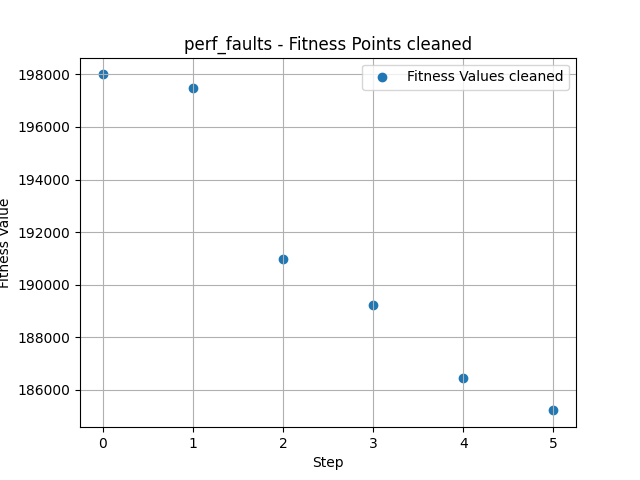 perf_faults - Fitness Points cleaned
Fitness Values cleaned
198000
196000
194000
192000
190000
188000
186000
Fitness Value
0 1 2 3 4 5
Step